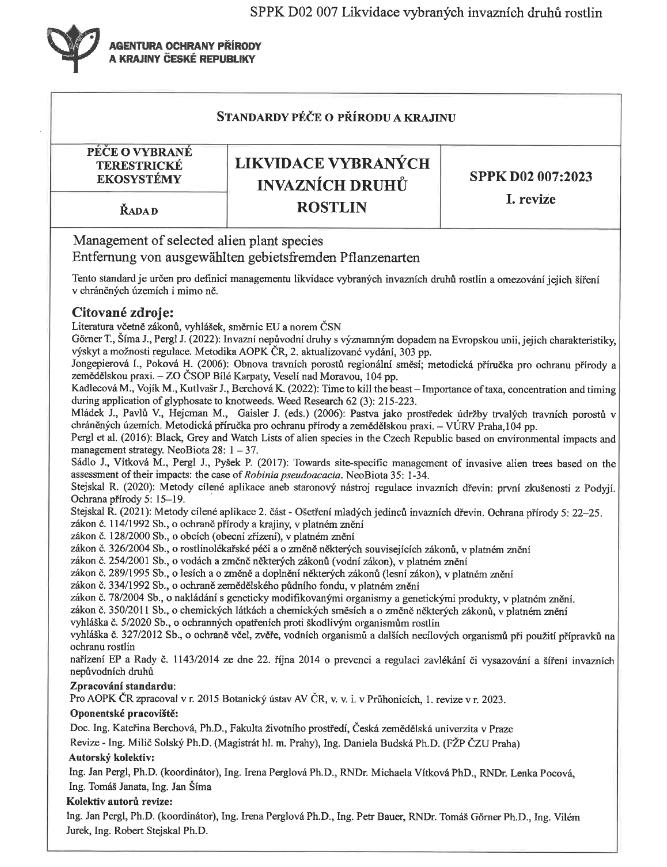 SPPK D02 007 Likvidace vybraných invazních druhů rostlin
AGENTURA OCHRANY PŘÍRODY
A KRAJINY ČESKÉ REPUBLIKY
STANDARDY PÉČE O PŘÍRODU A KRAJINU
PÉČE O VYBRANÉ
TERESTRICKÉ
EKOSYSTÉMY
ŘADA D
LIKVIDACE VYBRANÝCH
INVAZNÍCH DRUHŮ
ROSTLIN
SPPK D02 007:2023
I. revize
Management of selected alien plant species
Entfernung von ausgewählten gebietsfremden Pflanzenarten
Tento standard je určen pro definici managementu likvidace vybraných invazních druhů rostlin a omezování jejich šíření
v chráněných územích i mimo ně.
Citované zdroje:
Literatura včetně zákonů, vyhlášek, směrnic EU a norem ČSN
Görner T., Šíma J., Pergl J. (2022): Invazní nepůvodní druhy s významným dopadem na Evropskou unii, jejich charakteristiky,
výskyt a možnosti regulace. Metodika AOPK ČR, 2. aktualizované vydání, 303 pp.
Jongepierová I., Poková H. (2006): Obnova travních porostů regionální směsí; metodická příručka pro ochranu přírody a
zemědělskou praxi. – ZO ČSOP Bílé Karpaty, Veselí nad Moravou, 104 pp.
Kadlecová M., Vojík M., Kutlvašr J., Berchová K. (2022): Time to kill the beast – Importance of taxa, concentration and timing
during application of glyphosate to knotweeds. Weed Research 62 (3): 215-223.
Mládek J., Pavlů V., Hejcman M., Gaisler J. (eds.) (2006): Pastva jako prostředek údržby trvalých travních porostů v
chráněných územích. Metodická příručka pro ochranu přírody a zemědělskou praxi. – VÚRV Praha,104 pp.
Pergl et al. (2016): Black, Grey and Watch Lists of alien species in the Czech Republic based on environmental impacts and
management strategy. NeoBiota 28: 1 – 37.
Sádlo J., Vítková M., Pergl J., Pyšek P. (2017): Towards site-specific management of invasive alien trees based on the
assessment of their impacts: the case of Robinia pseudoacacia. NeoBiota 35: 1-34.
Stejskal R. (2020): Metody cílené aplikace aneb staronový nástroj regulace invazních dřevin: první zkušenosti z Podyjí.
Ochrana přírody 5: 15–19.
Stejskal R. (2021): Metody cílené aplikace 2. část - Ošetření mladých jedinců invazních dřevin. Ochrana přírody 5: 22–25.
zákon č. 114/1992 Sb., o ochraně přírody a krajiny, v platném znění
zákon č. 128/2000 Sb., o obcích (obecní zřízení), v platném znění
zákon č. 326/2004 Sb., o rostlinolékařské péči a o změně některých souvisejících zákonů, v platném znění
zákon č. 254/2001 Sb., o vodách a změně některých zákonů (vodní zákon), v platném znění
zákon č. 289/1995 Sb., o lesích a o změně a doplnění některých zákonů (lesní zákon), v platném znění
zákon č. 334/1992 Sb., o ochraně zemědělského půdního fondu, v platném znění
zákon č. 78/2004 Sb., o nakládání s geneticky modifikovanými organismy a genetickými produkty, v platném znění.
zákon č. 350/2011 Sb., o chemických látkách a chemických směsích a o změně některých zákonů, v platném znění
vyhláška č. 5/2020 Sb., o ochranných opatřeních proti škodlivým organismům rostlin
vyhláška č. 327/2012 Sb., o ochraně včel, zvěře, vodních organismů a dalších necílových organismů při použití přípravků na
ochranu rostlin
nařízení EP a Rady č. 1143/2014 ze dne 22. října 2014 o prevenci a regulaci zavlékání či vysazování a šíření invazních
nepůvodních druhů
Zpracování standardu:
Pro AOPK ČR zpracoval v r. 2015 Botanický ústav AV ČR, v. v. i. v Průhonicích, 1. revize v r. 2023.
Oponentské pracoviště:
Doc. Ing. Kateřina Berchová, Ph.D., Fakulta životního prostředí, Česká zemědělská univerzita v Praze
Revize - Ing. Milič Solský Ph.D. (Magistrát hl. m. Prahy), Ing. Daniela Budská Ph.D. (FŽP ČZU Praha)
Autorský kolektiv:
Ing. Jan Pergl, Ph.D. (koordinátor), Ing. Irena Perglová Ph.D., RNDr. Michaela Vítková PhD., RNDr. Lenka Pocová,
Ing. Tomáš Janata, Ing. Jan Šíma
Kolektiv autorů revize:
Ing. Jan Pergl, Ph.D. (koordinátor), Ing. Irena Perglová Ph.D., Ing. Petr Bauer, RNDr. Tomáš Görner Ph.D., Ing. Vilém
Jurek, Ing. Robert Stejskal Ph.D.